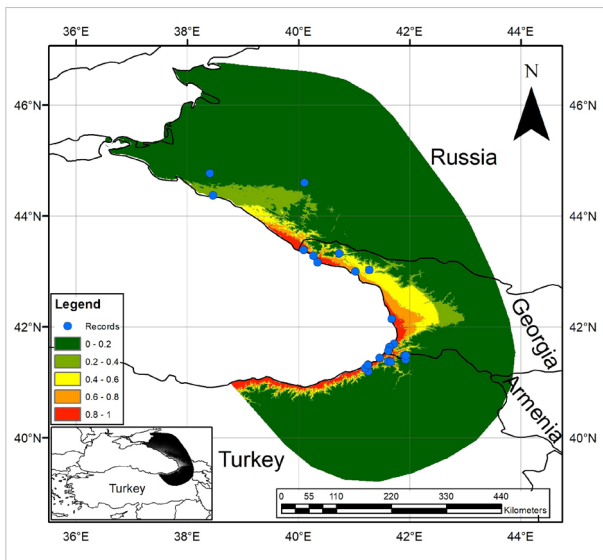 36°E 38°E 40°E 42°E 44°E
46°N 46°N
N
Russia
44°N 44°N
Legend
Records
0 - 0.2
0.2 - 0.4
0.4 - 0.6
0.6 - 0.8
0.8 - 1
42°N 42°N
Georgia
Armenia
40°N 40°N
Turkey
Turkey
0 55 110 220 330 440
Kilometers
36°E 38°E 40°E 42°E 44°E